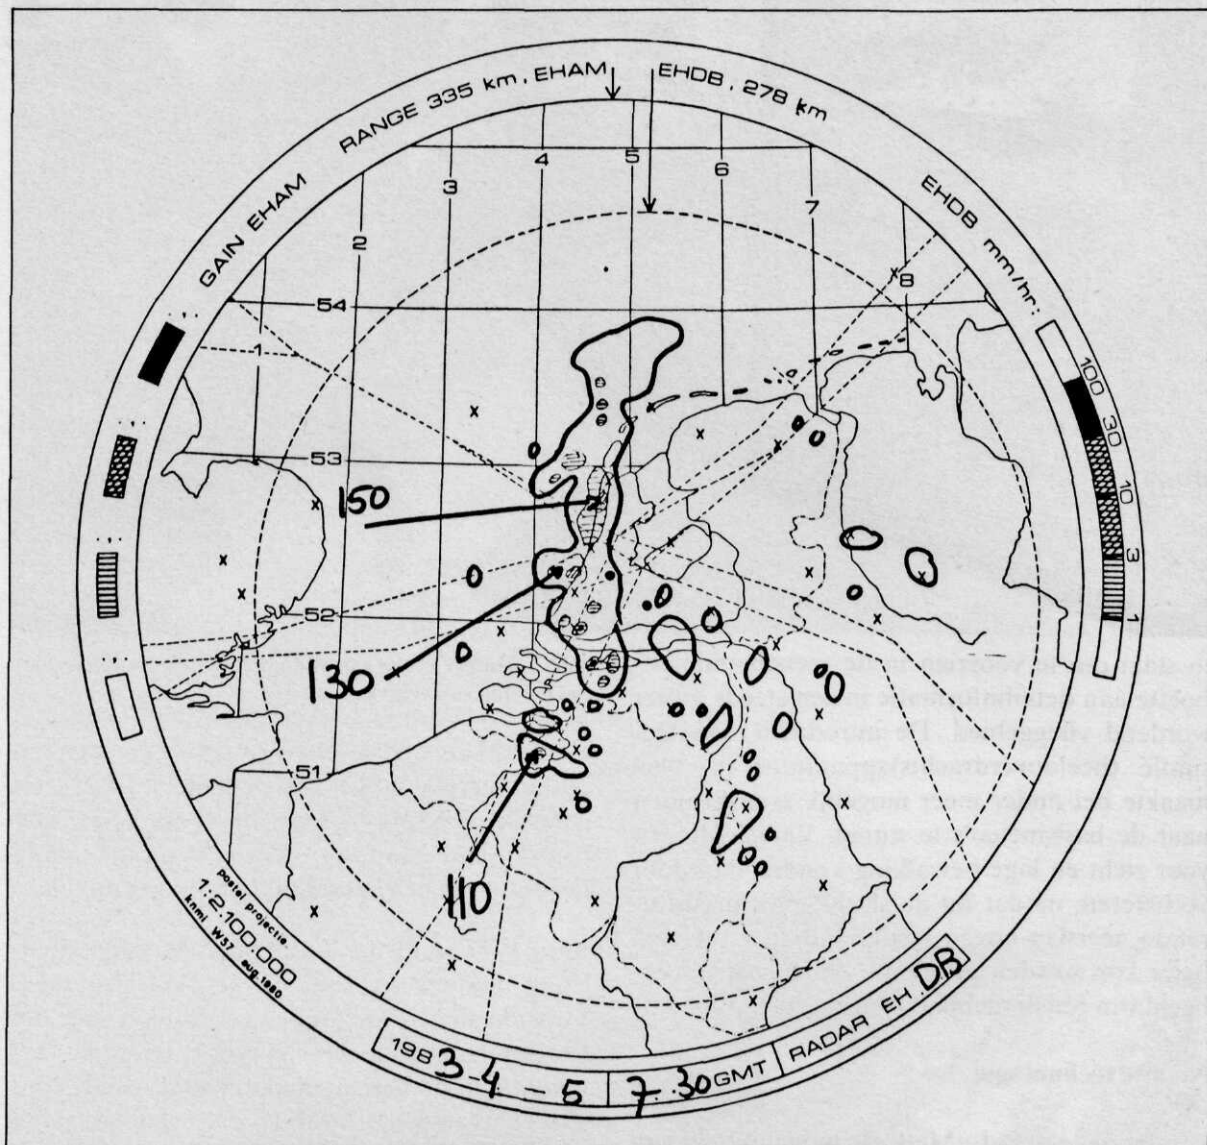 RANGE 335 km, EHAM
EHDB, 278 km
GAIN EHAM
EHDB mm/hr.
4
5
6
3
7
2
8
54
1
100
30
53
10
150
3
52
1
130
51
110
postel projectie.
1:2.100.000
knmi W57 aug.1980
1983-4 5 7.30 GMT
RADAR EH DB